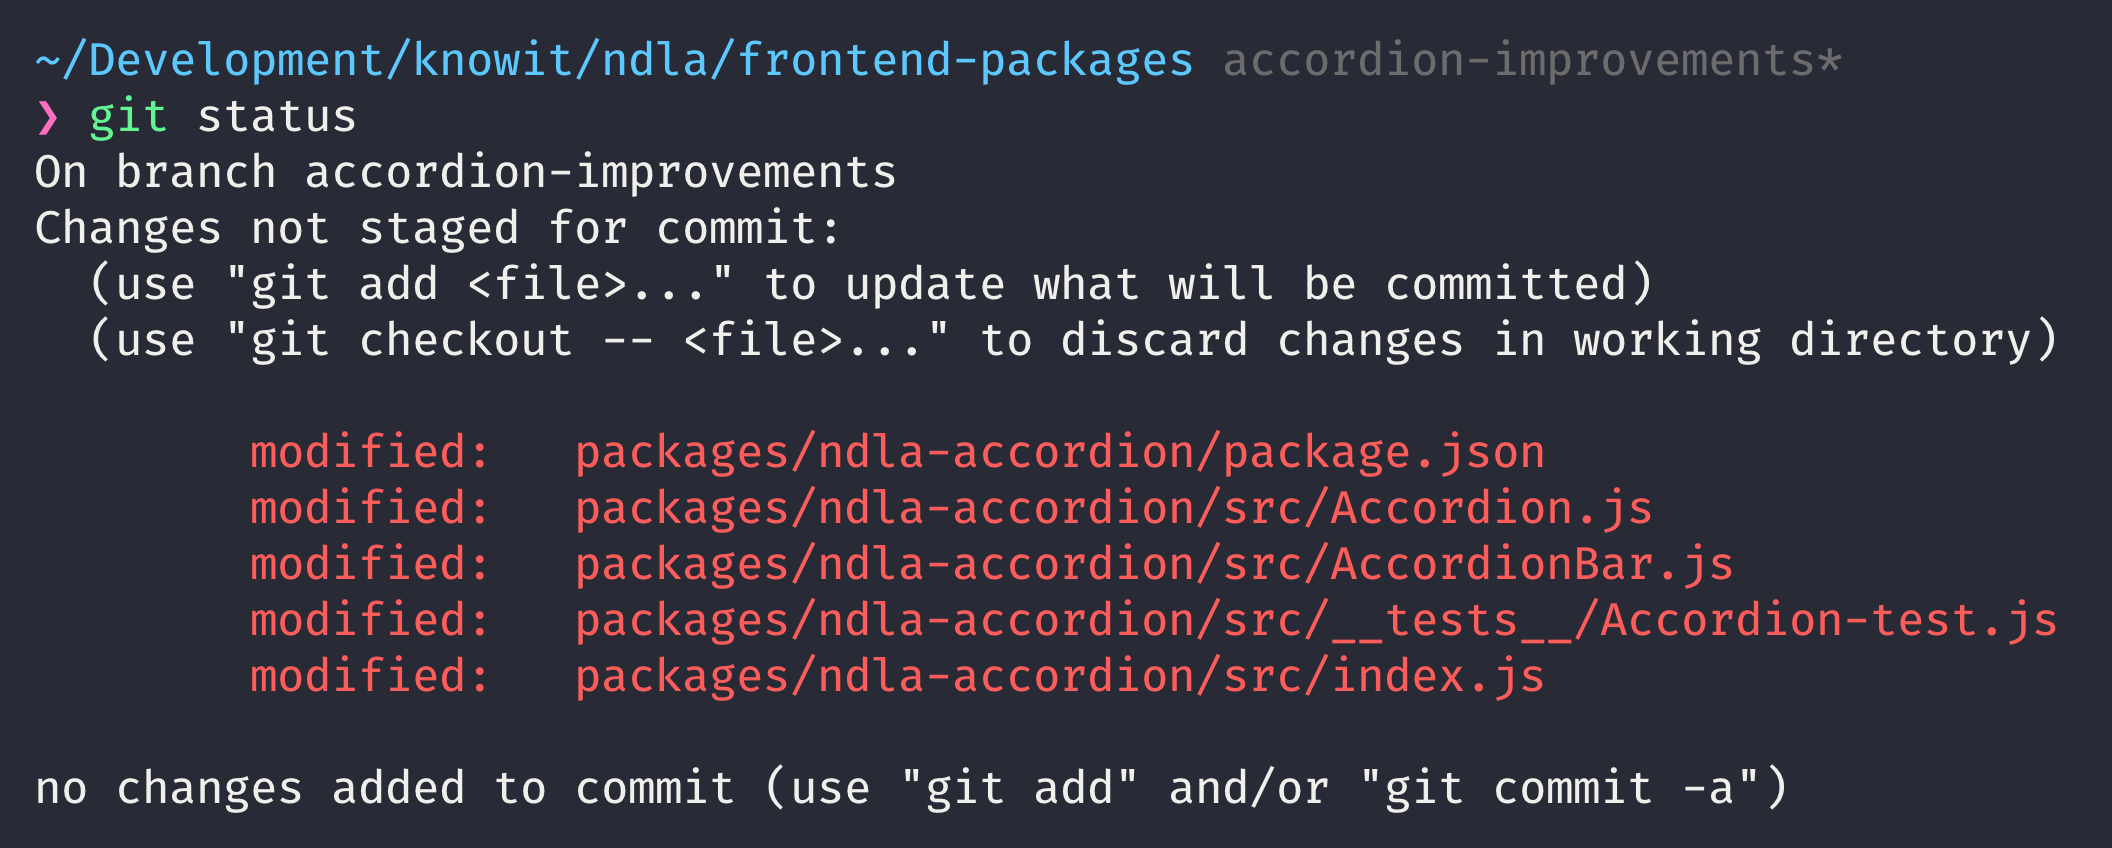 ~/Development/knowit/ndla/frontend-packages accordion-improvements*
❯ git status
On branch accordion-improvements
Changes not staged for commit:
  (use "git add <file>..." to update what will be committed)
  (use "git checkout -- <file>..." to discard changes in working directory)

        modified:   packages/ndla-accordion/package.json
        modified:   packages/ndla-accordion/src/Accordion.js
        modified:   packages/ndla-accordion/src/AccordionBar.js
        modified:   packages/ndla-accordion/src/__tests__/Accordion-test.js
        modified:   packages/ndla-accordion/src/index.js

no changes added to commit (use "git add" and/or "git commit -a")